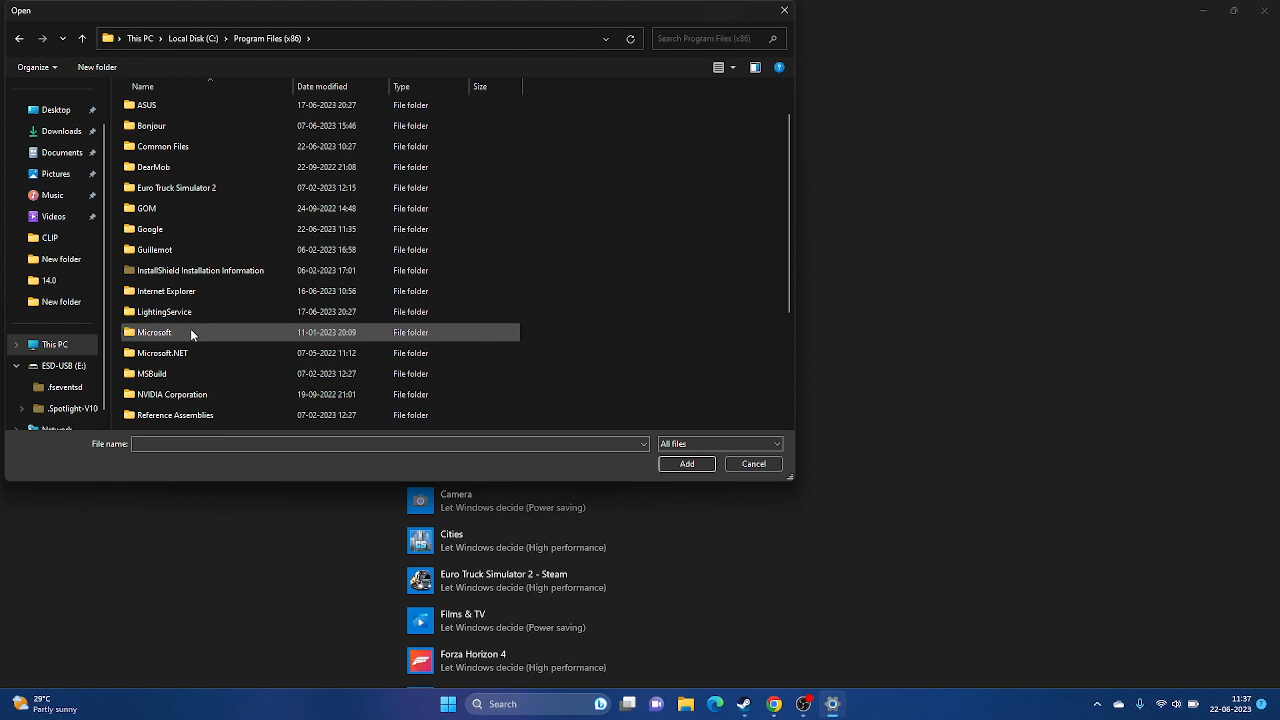 Open
This PC > Local Disk (C:) > Program Files (x86) >
Search Program Files (x86)
Organize
New folder
Name Date modified Type Size
ASUS 17-06-2023 20:27 File folder
Bonjour 07-06-2023 15:46 File folder
Common Files 22-06-2023 10:27 File folder
DearMob 22-09-2022 21:08 File folder
Euro Truck Simulator 2 07-02-2023 12:15 File folder
GOM 24-09-2022 14:48 File folder
Google 22-06-2023 11:35 File folder
Guillemot 06-02-2023 16:58 File folder
InstallShield Installation Information 06-02-2023 17:01 File folder
Internet Explorer 16-06-2023 10:56 File folder
LightingService 17-06-2023 20:27 File folder
Microsoft 11-01-2023 20:09 File folder
Microsoft.NET 07-05-2022 11:12 File folder
MSBuild 07-02-2023 12:27 File folder
NVIDIA Corporation 19-09-2022 21:01 File folder
Reference Assemblies 07-02-2023 12:27 File folder
Desktop
Downloads
Documents
Pictures
Music
Videos
CLIP
New folder
14.0
New folder
This PC
ESD-USB (E:)
.fseventsd
.Spotlight-V10
Network
File name:
All files
Add
Cancel
Camera
Let Windows decide (Power saving)
Cities
Let Windows decide (High performance)
Euro Truck Simulator 2 - Steam
Let Windows decide (High performance)
Films & TV
Let Windows decide (Power saving)
Forza Horizon 4
Let Windows decide (High performance)
29°C
Partly sunny
Search
11:37
22-06-2023